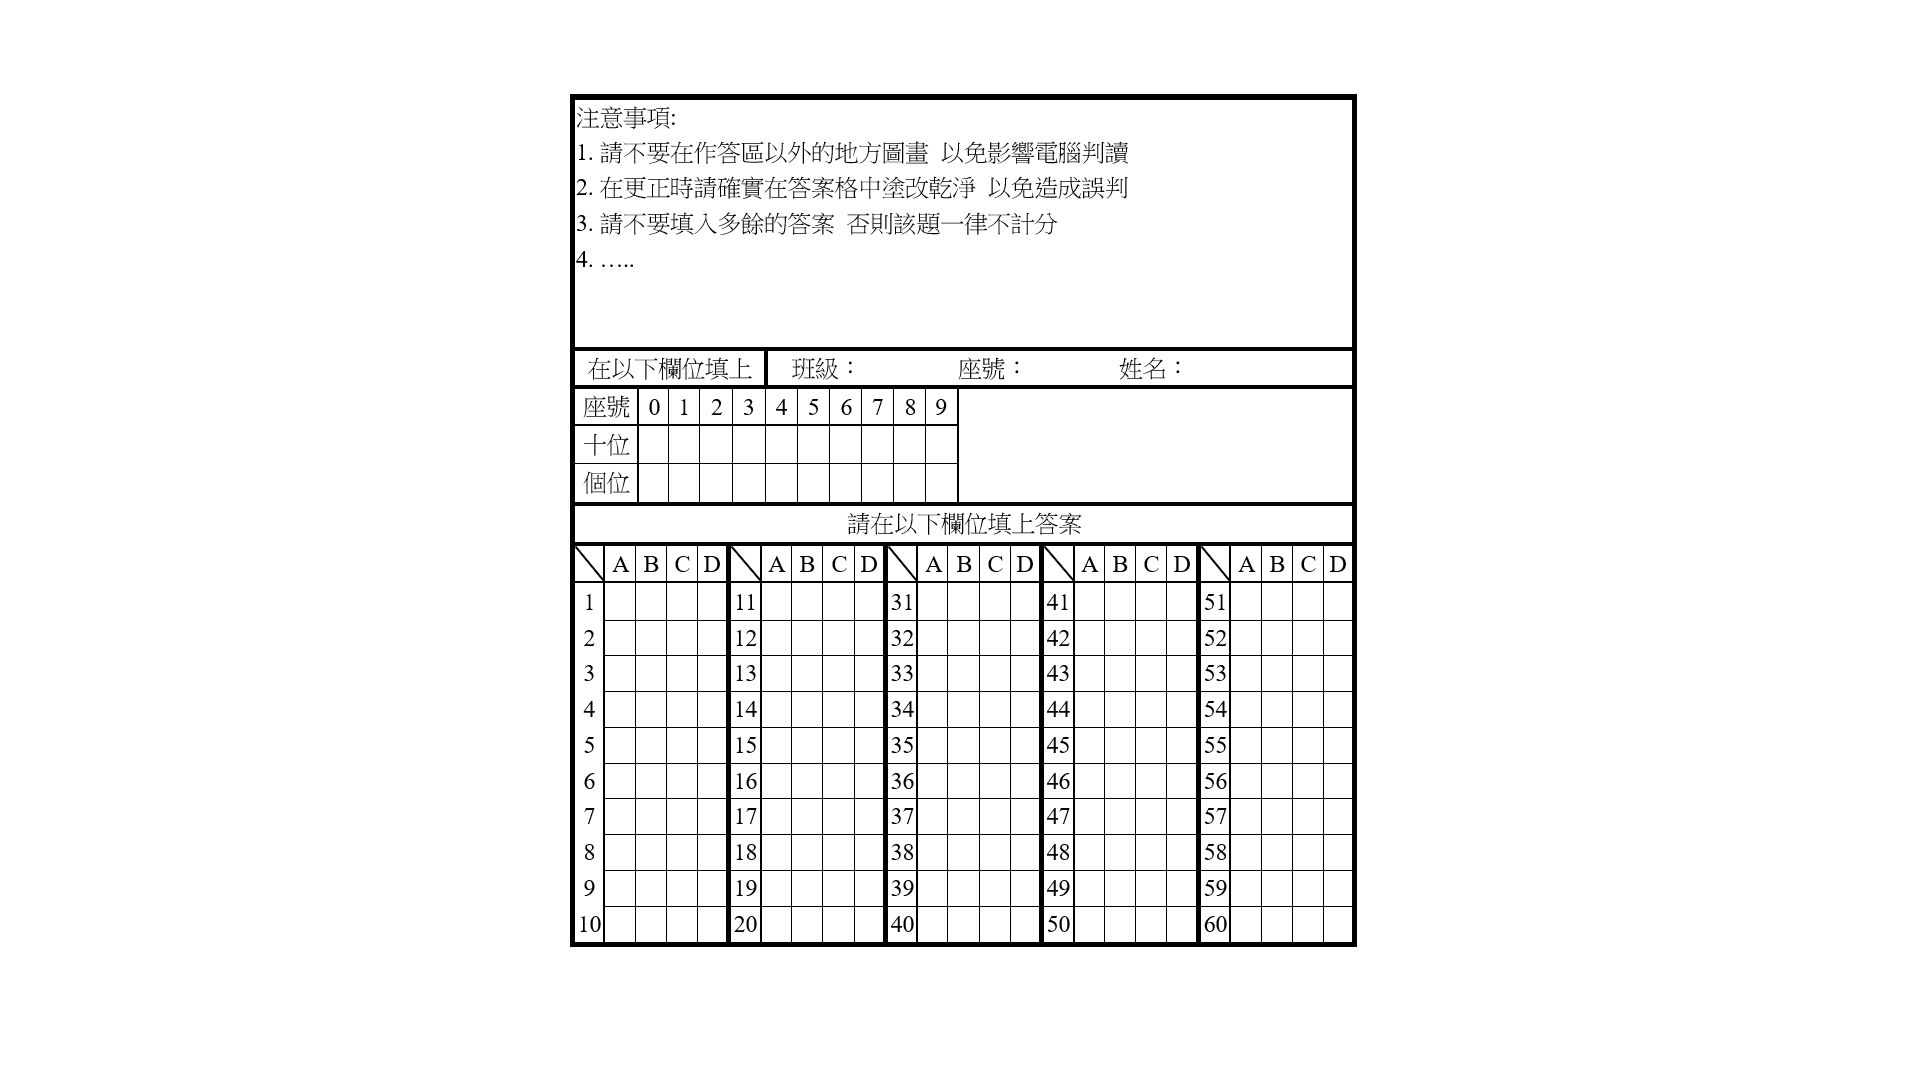 注意事項:
1. 請不要在作答區以外的地方圖畫 以免影響電腦判讀
2. 在更正時請確實在答案格中塗改乾淨 以免造成誤判
3. 請不要填入多餘的答案 否則該題一律不計分
4. …..
在以下欄位填上 班級： 座號： 姓名：
座號 0 1 2 3 4 5 6 7 8 9
十位
個位
請在以下欄位填上答案
A B C D A B C D A B C D A B C D A B C D
1 11 31 41 51
2 12 32 42 52
3 13 33 43 53
4 14 34 44 54
5 15 35 45 55
6 16 36 46 56
7 17 37 47 57
8 18 38 48 58
9 19 39 49 59
10 20 40 50 60